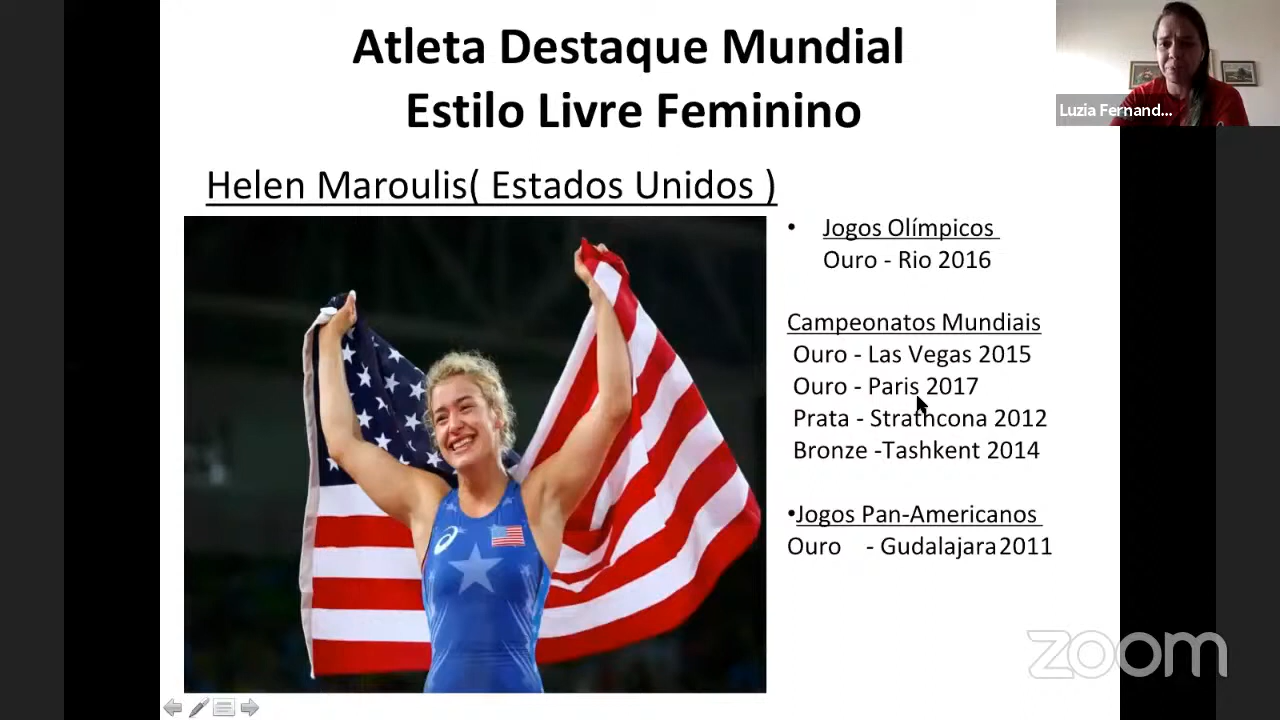 Atleta Destaque Mundial
Estilo Livre Feminino
Luzia Fernand...
Helen Maroulis( Estados Unidos )
• Jogos Olímpicos
Ouro - Rio 2016
Campeonatos Mundiais
Ouro - Las Vegas 2015
Ouro - Paris 2017
Prata - Strathcona 2012
Bronze -Tashkent 2014
•Jogos Pan-Americanos
Ouro - Gudalajara2011
zoom